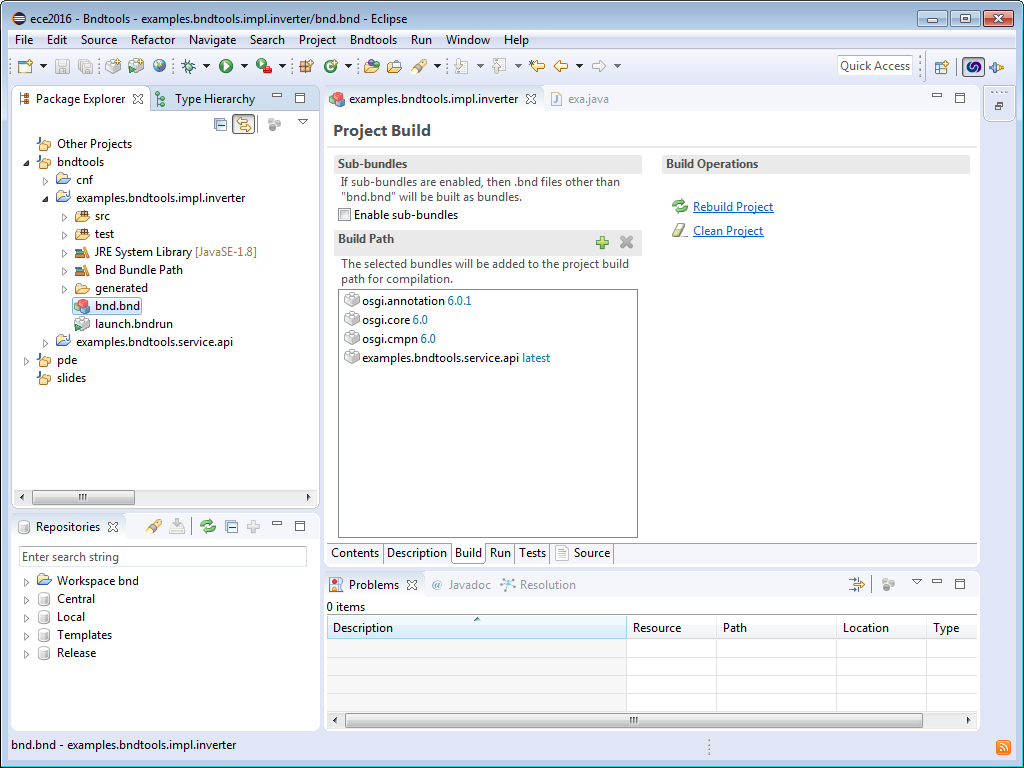 ece2016 - Bndtools - examples.bndtools.impl.inverter/bnd.bnd - Eclipse
File Edit Source Refactor Navigate Search Project Bndtools Run Window Help
Quick Access
Package Explorer Type Hierarchy
Other Projects
bndtools
cnf
examples.bndtools.impl.inverter
src
test
JRE System Library [JavaSE-1.8]
Bnd Bundle Path
generated
bnd.bnd
launch.bndrun
examples.bndtools.service.api
pde
slides
Repositories
Enter search string
Workspace bnd
Central
Local
Templates
Release
examples.bndtools.impl.inverter exa.java
Project Build
Sub-bundles
If sub-bundles are enabled, then .bnd files other than
"bnd.bnd" will be built as bundles.
Enable sub-bundles
Build Path
The selected bundles will be added to the project build
path for compilation.
osgi.annotation 6.0.1
osgi.core 6.0
osgi.cmpn 6.0
examples.bndtools.service.api latest
Build Operations
Rebuild Project
Clean Project
Contents Description Build Run Tests Source
Problems @ Javadoc Resolution
0 items
Description Resource Path Location Type
bnd.bnd - examples.bndtools.impl.inverter